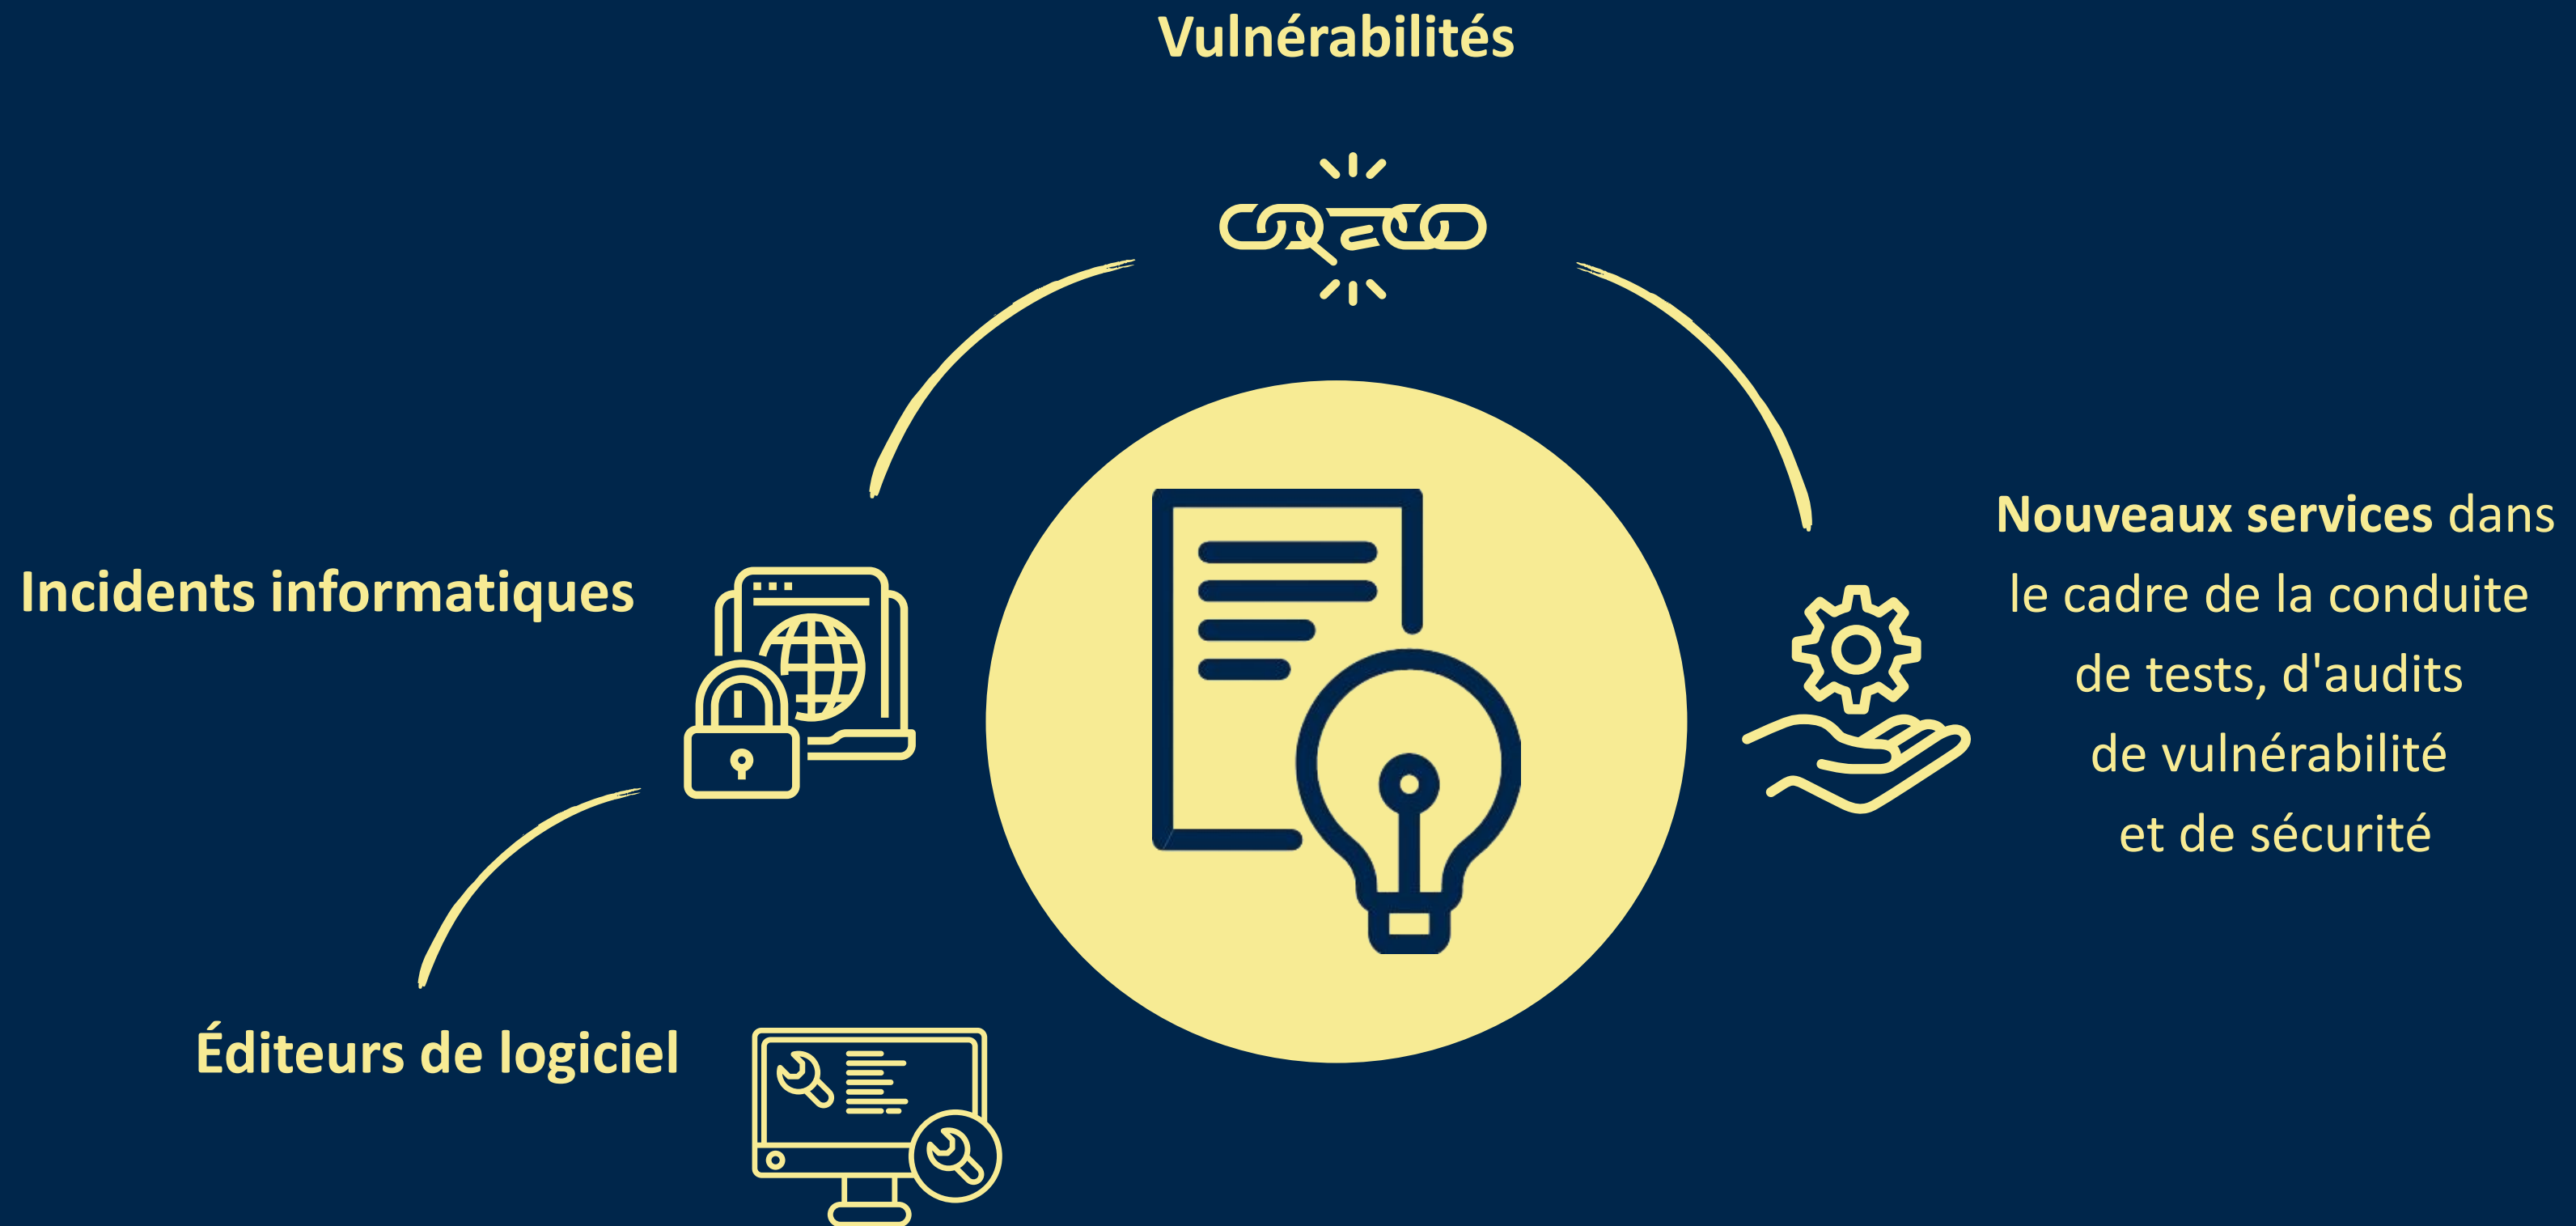 Vulnérabilités
Incidents informatiques
Nouveaux services dans
le cadre de la conduite
de tests, d'audits
de vulnérabilité
et de sécurité
Éditeurs de logiciel